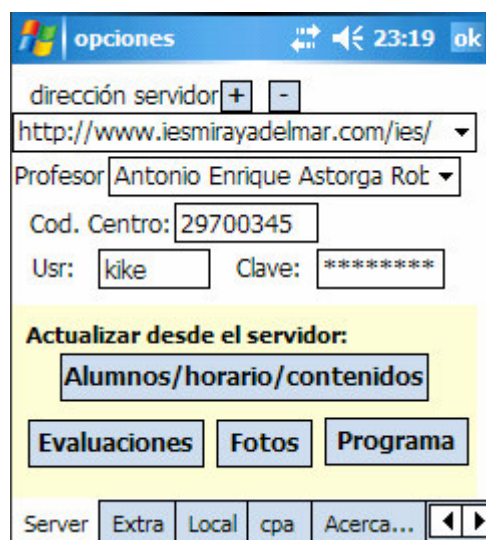 opciones 23:19 ok
dirección servidor + -
http://www.iesmirayadelmar.com/ies/
Profesor Antonio Enrique Astorga Rot
Cod. Centro: 29700345
Usr: kike Clave: ********
Actualizar desde el servidor:
Alumnos/horario/contenidos
Evaluaciones Fotos Programa
Server Extra Local cpa Acerca...